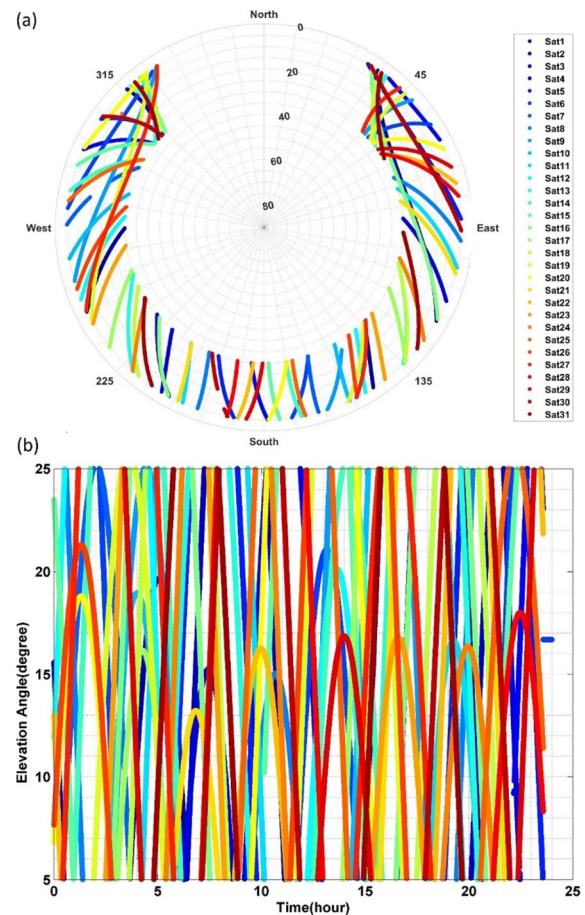 (a)
North
0
315
45
20
40
60
80
West
East
225
135
South
Sat1
Sat2
Sat3
Sat4
Sat5
Sat6
Sat7
Sat8
Sat9
Sat10
Sat11
Sat12
Sat13
Sat14
Sat15
Sat16
Sat17
Sat18
Sat19
Sat20
Sat21
Sat22
Sat23
Sat24
Sat25
Sat26
Sat27
Sat28
Sat29
Sat30
Sat31
(b)
25
20
15
10
5
Elevation Angle(degree)
0 5 10 15 20 25
Time(hour)